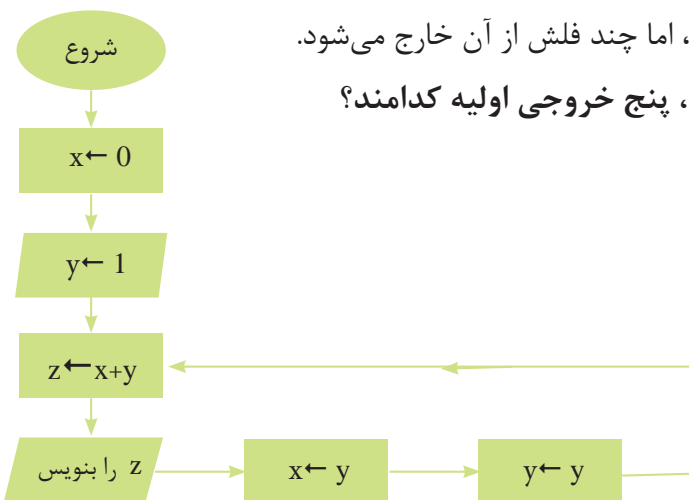 ، اما چند فلش از آن خارج می‌شود.
، پنج خروجی اولیه کدامند؟
شروع
x← 0
y← 1
z←x+y
z را بنویس
x← y
y← y